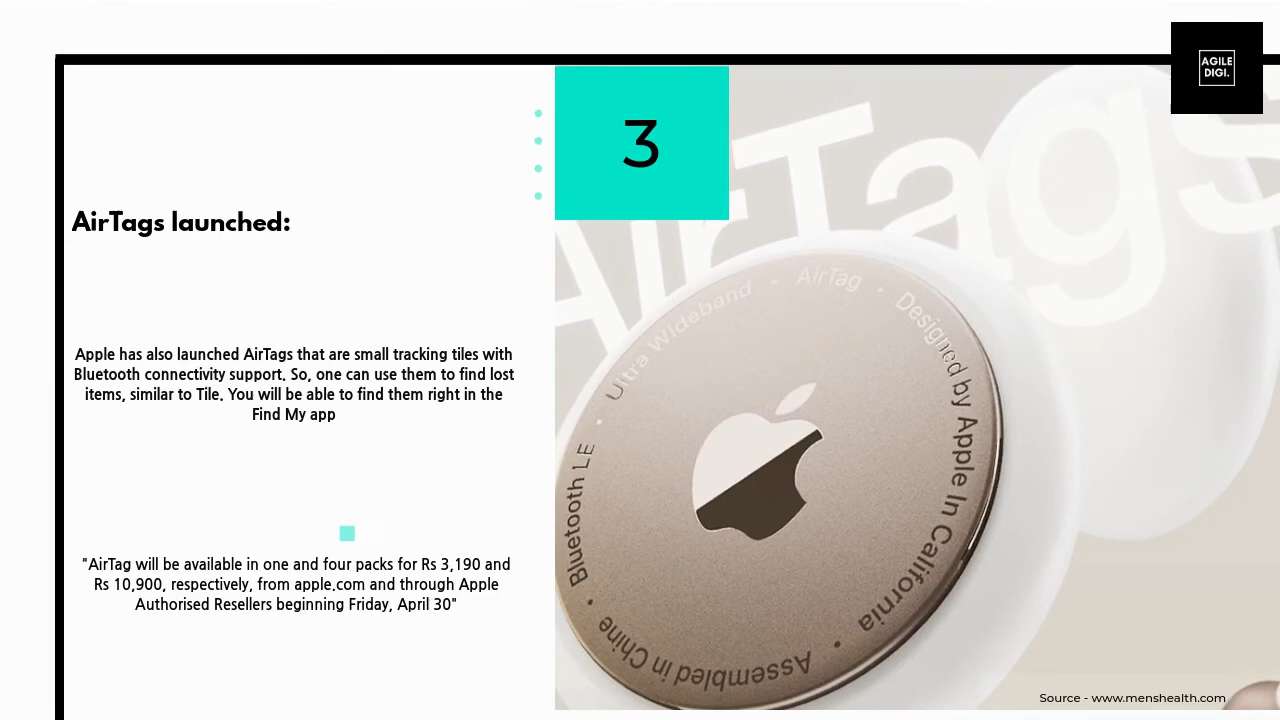 AGILE
DIGI.
3
AirTags
AirTags launched:
Apple has also launched AirTags that are small tracking tiles with
Bluetooth connectivity support. So, one can use them to find lost
items, similar to Tile. You will be able to find them right in the
Find My app
"AirTag will be available in one and four packs for Rs 3,190 and
Rs 10,900, respectively, from apple.com and through Apple
Authorised Resellers beginning Friday, April 30"
AirTag • Designed by Apple In California • Assembled in Chine • Bluetooth LE • Ultra Wideband •
Source - www.menshealth.com